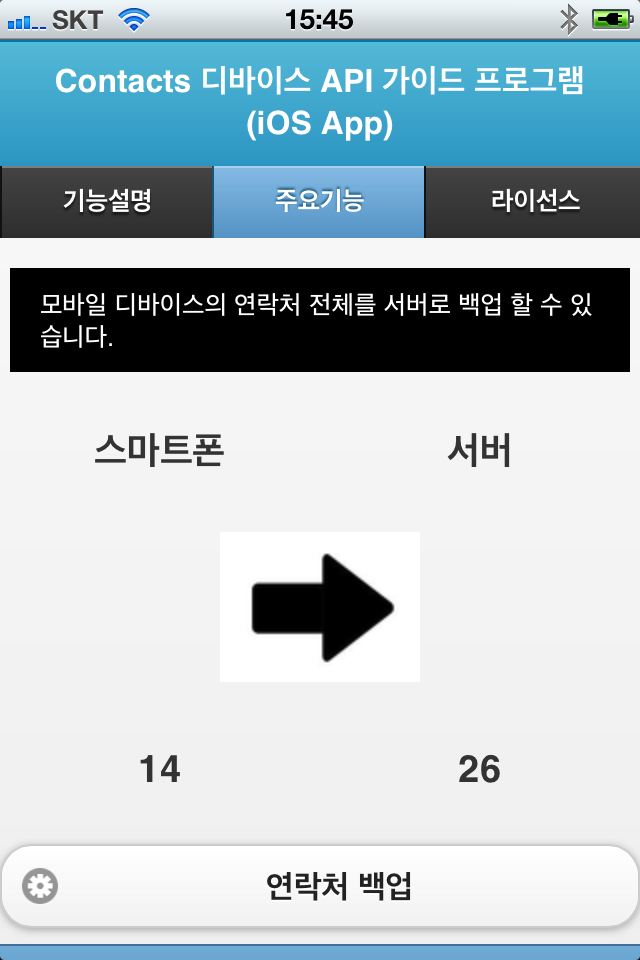 SKT 15:45
Contacts 디바이스 API 가이드 프로그램
(iOS App)
기능설명 주요기능 라이선스
모바일 디바이스의 연락처 전체를 서버로 백업 할 수 있
습니다.
스마트폰 서버
14 26
연락처 백업